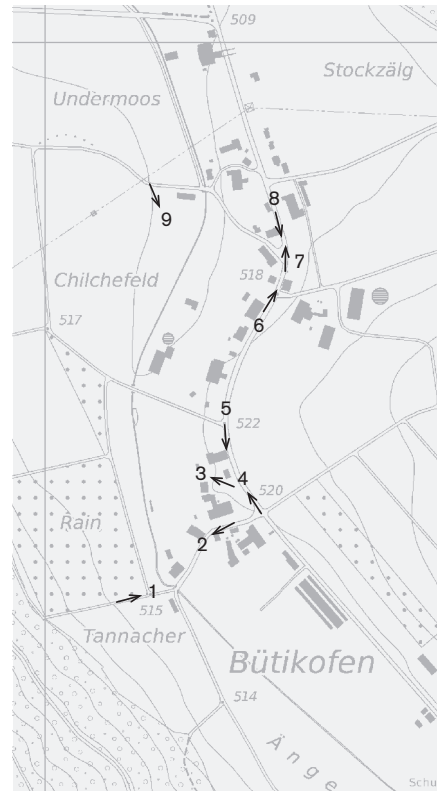 509
Stockzälg
Undermoos
8
9
7
518
Chilchefeld
6
517
5
522
3
4
520
Rain
2
1
515
Tannacher
Bütikofen
514
Änge
Schu